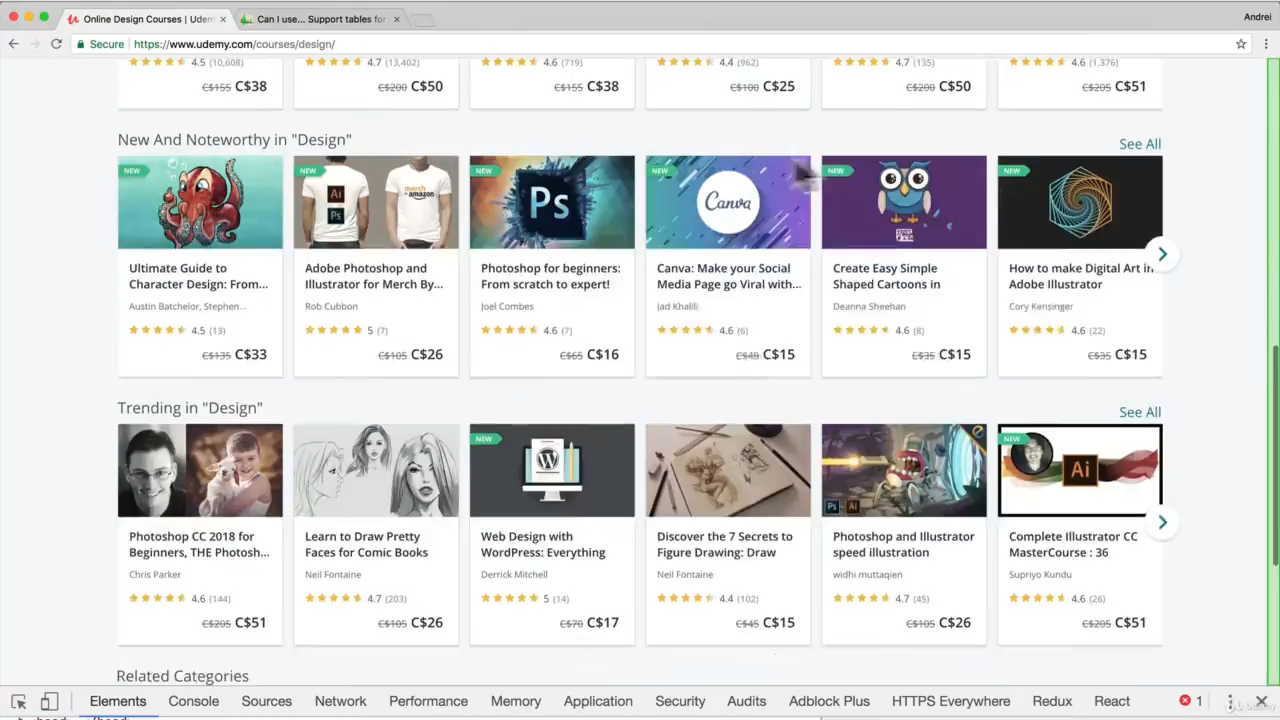 Online Design Courses | Udem
Can I use... Support tables for
Andrei
Secure
https://www.udemy.com/courses/design/
4.5 (10,608)
4.7 (13,402)
4.6 (719)
4.4 (962)
4.7 (135)
4.6 (1,376)
C$155 C$38
C$200 C$50
C$155 C$38
C$100 C$25
C$200 C$50
C$205 C$51
New And Noteworthy in "Design"
See All
NEW
NEW
Ai
Ps
merch by amazon
NEW
Ps
NEW
Canva
NEW
NEW
Ultimate Guide to
Character Design: From...
Austin Batchelor, Stephen...
4.5 (13)
C$135 C$33
Adobe Photoshop and
Illustrator for Merch By...
Rob Cubbon
5 (7)
C$105 C$26
Photoshop for beginners:
From scratch to expert!
Joel Combes
4.6 (7)
C$65 C$16
Canva: Make your Social
Media Page go Viral with...
Jad Khalili
4.6 (6)
C$49 C$15
Create Easy Simple
Shaped Cartoons in
Deanna Sheehan
4.6 (8)
C$35 C$15
How to make Digital Art in
Adobe Illustrator
Cory Kensinger
4.6 (22)
C$35 C$15
Trending in "Design"
See All
NEW
Ps
Ai
NEW
Ai
Photoshop CC 2018 for
Beginners, THE Photosh...
Chris Parker
4.6 (144)
C$205 C$51
Learn to Draw Pretty
Faces for Comic Books
Neil Fontaine
4.7 (203)
C$105 C$26
Web Design with
WordPress: Everything
Derrick Mitchell
5 (14)
C$70 C$17
Discover the 7 Secrets to
Figure Drawing: Draw
Neil Fontaine
4.4 (102)
C$45 C$15
Photoshop and Illustrator
speed illustration
widhi muttaqien
4.7 (45)
C$105 C$26
Complete Illustrator CC
MasterCourse : 36
Supriyo Kundu
4.6 (26)
C$205 C$51
Related Categories
Elements
Console
Sources
Network
Performance
Memory
Application
Security
Audits
Adblock Plus
HTTPS Everywhere
Redux
React
1